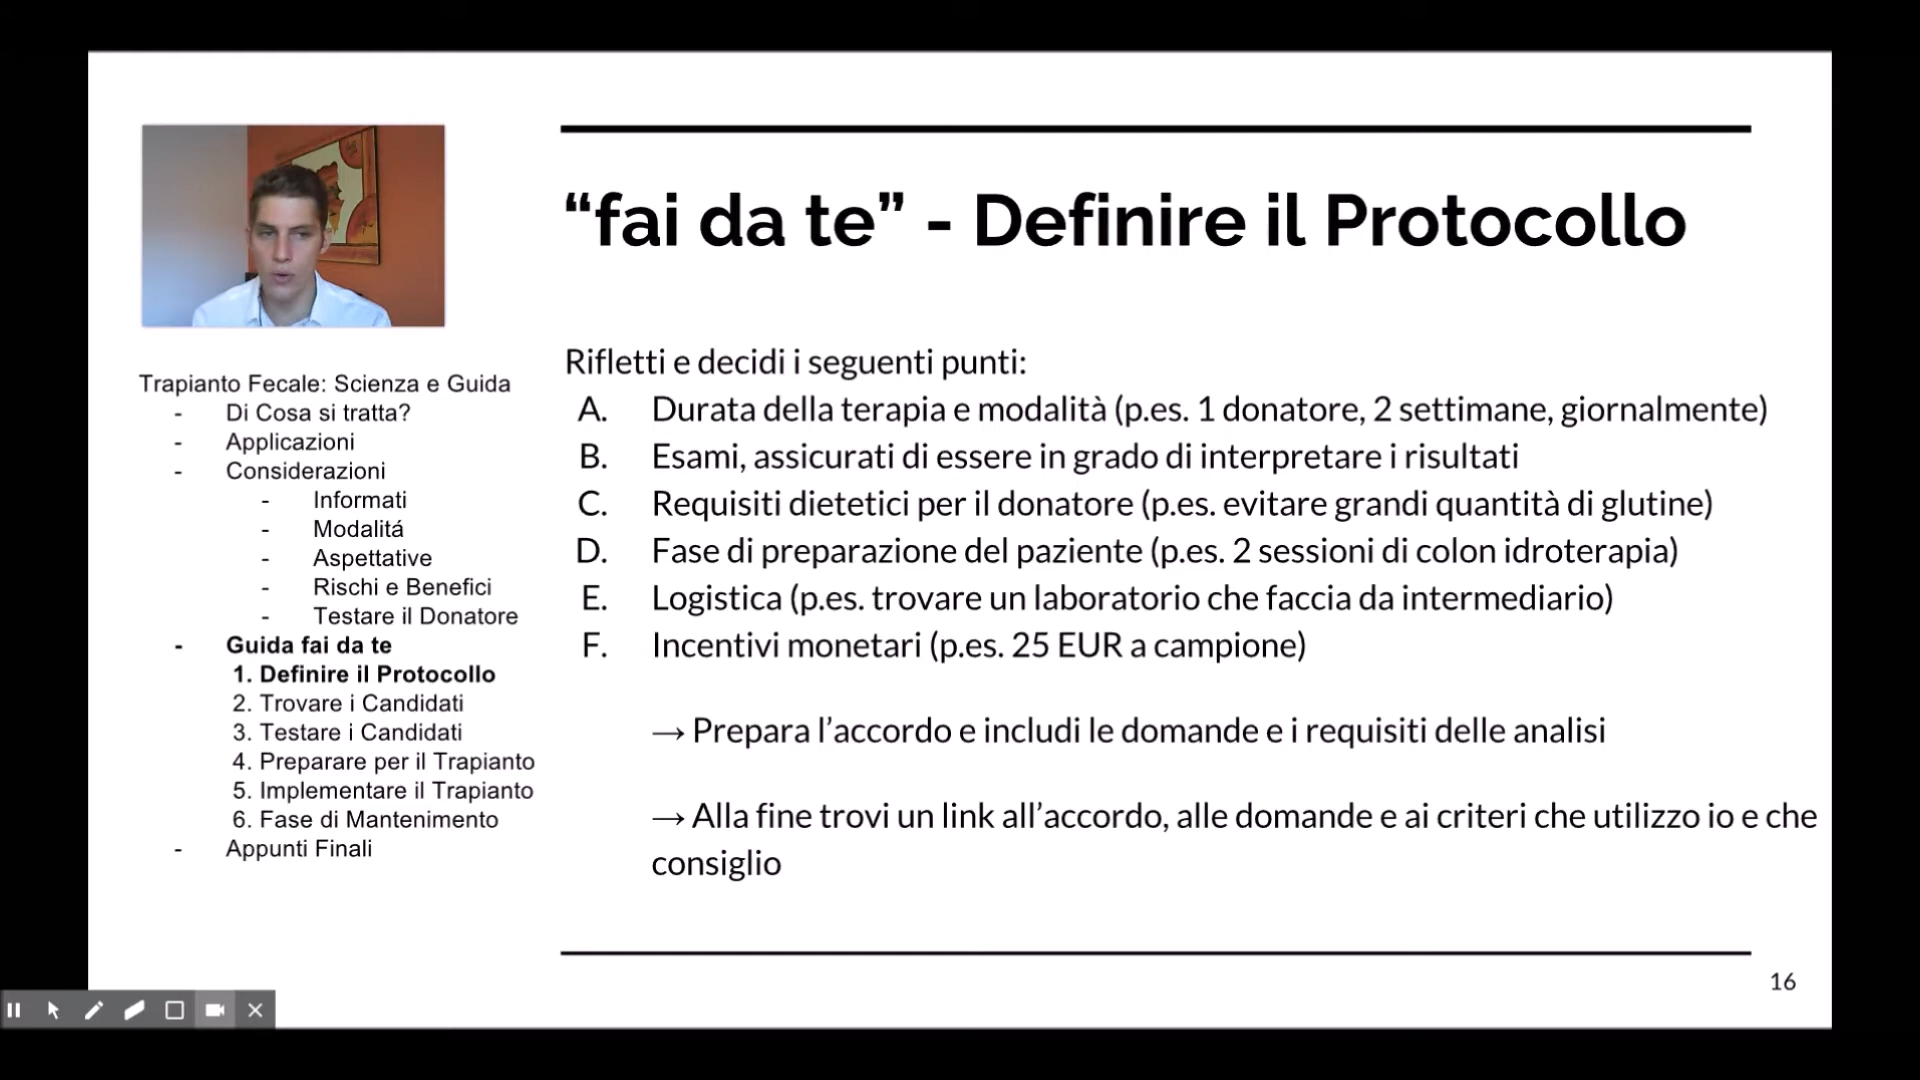 “fai da te” - Definire il Protocollo
Trapianto Fecale: Scienza e Guida
- Di Cosa si tratta?
- Applicazioni
- Considerazioni
- Informati
- Modalitá
- Aspettative
- Rischi e Benefici
- Testare il Donatore
- Guida fai da te
1. Definire il Protocollo
2. Trovare i Candidati
3. Testare i Candidati
4. Preparare per il Trapianto
5. Implementare il Trapianto
6. Fase di Mantenimento
- Appunti Finali
Rifletti e decidi i seguenti punti:
A. Durata della terapia e modalità (p.es. 1 donatore, 2 settimane, giornalmente)
B. Esami, assicurati di essere in grado di interpretare i risultati
C. Requisiti dietetici per il donatore (p.es. evitare grandi quantità di glutine)
D. Fase di preparazione del paziente (p.es. 2 sessioni di colon idroterapia)
E. Logistica (p.es. trovare un laboratorio che faccia da intermediario)
F. Incentivi monetari (p.es. 25 EUR a campione)
→ Prepara l’accordo e includi le domande e i requisiti delle analisi
→ Alla fine trovi un link all’accordo, alle domande e ai criteri che utilizzo io e che
consiglio
16